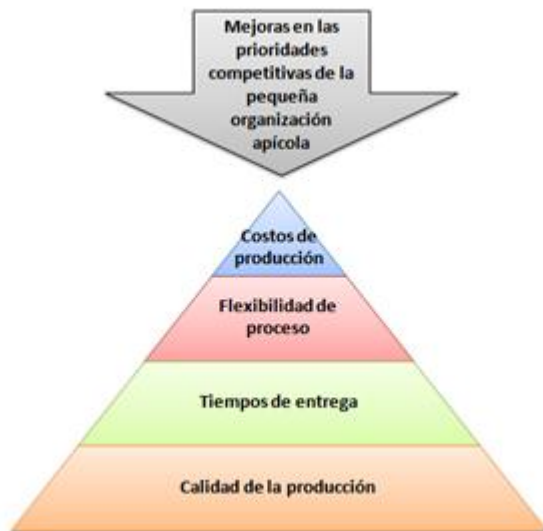 Mejoras en las
prioridades
competitivas de la
pequeña
organización
apícola
Costos de
producción
Flexibilidad de
proceso
Tiempos de entrega
Calidad de la producción